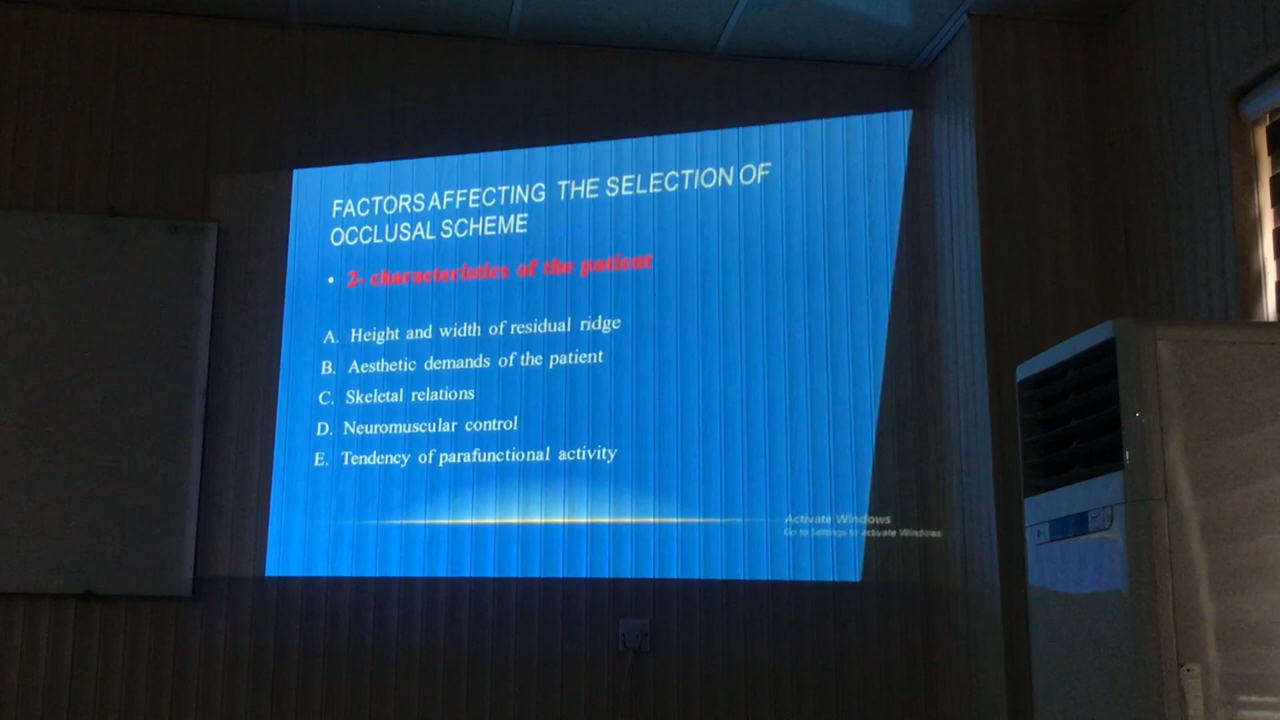 FACTORS AFFECTING THE SELECTION OF
OCCLUSAL SCHEME
• 2- characteristics of the patient
A. Height and width of residual ridge
B. Aesthetic demands of the patient
C. Skeletal relations
D. Neuromuscular control
E. Tendency of parafunctional activity
Activate Windows
Go to Settings to activate Windows.